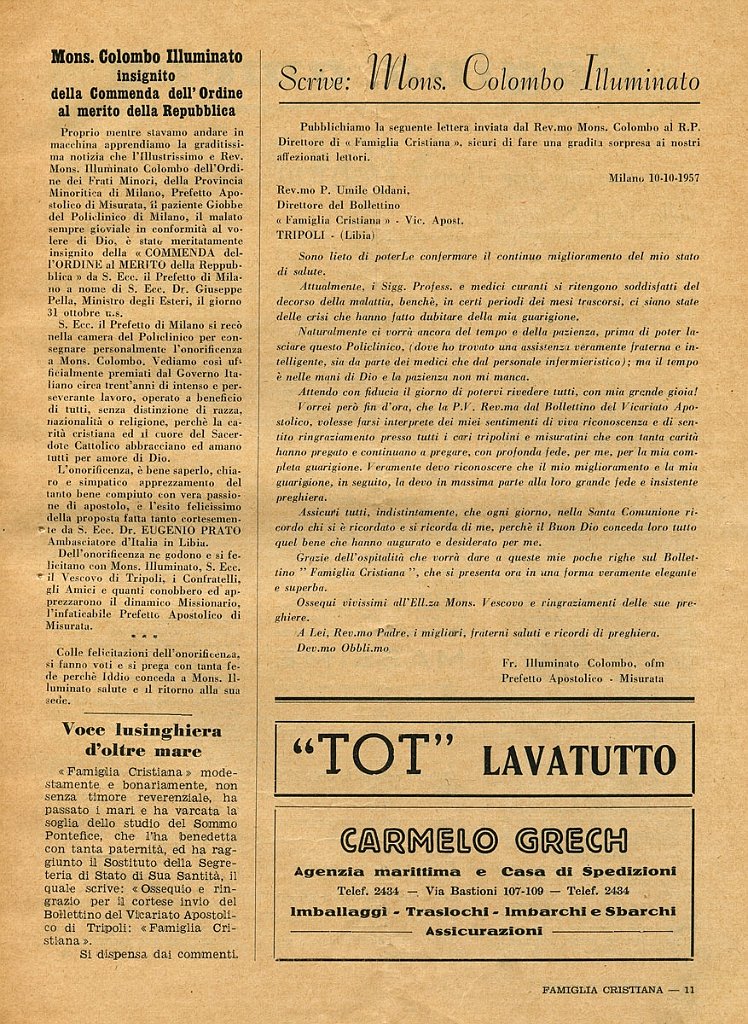 Mons. Colombo Illuminato
insignito
della Commenda dell'Ordine
al merito della Repubblica
Proprio mentre stavamo andare in
macchina apprendiamo la graditissi-
ma notizia che l'Illustrissimo e Rev.
Mons. Illuminato Colombo dell'Ordi-
ne dei Frati Minori, della Provincia
Minoritica di Milano, Prefetto Apo-
stolico di Misurata, il paziente Giobbe
del Policlinico di Milano, il malato
sempre gioviale in conformità al vo-
lere di Dio, è stato meritatamente
insignito della « COMMENDA del-
l'ORDINE al MERITO della Reppub-
blica » da S. Ecc. il Prefetto di Mila-
no a nome di S. Ecc. Dr. Giuseppe
Pella, Ministro degli Esteri, il giorno
31 ottobre u.s.
S. Ecc. il Prefetto di Milano si recò
nella camera del Policlinico per con-
segnare personalmente l'onorificenza
a Mons. Colombo. Vediamo così uf-
ficialmente premiati dal Governo Ita-
liano circa trent'anni di intenso e per-
severante lavoro, operato a beneficio
di tutti, senza distinzione di razza,
nazionalità o religione, perchè la ca-
rità cristiana ed il cuore del Sacer-
dote Cattolico abbracciano ed amano
tutti per amore di Dio.
L'onorificenza, è bene saperlo, chia-
ro e simpatico apprezzamento del
tanto bene compiuto con vera passio-
ne di apostolo, e l'esito felicissimo
della proposta fatta tanto cortesemen-
te da S. Ecc. Dr. EUGENIO PRATO
Ambasciatore d'Italia in Libia.
Dell'onorificenza ne godono e si fe-
licitano con Mons. Illuminato, S. Ecc.
il Vescovo di Tripoli, i Confratelli,
gli Amici e quanti conobbero ed ap-
prezzarono il dinamico Missionario,
l'infaticabile Prefetto Apostolico di
Misurata.
* * *
Colle felicitazioni dell'onorificenza,
si fanno voti e si prega con tanta fe-
de perchè Iddio conceda a Mons. Il-
luminato salute e il ritorno alla sua
sede.
Voce lusinghiera
d'oltre mare
« Famiglia Cristiana » mode-
stamente e bonariamente, non
senza timore reverenziale, ha
passato i mari e ha varcata la
soglia dello studio del Sommo
Pontefice, che l'ha benedetta
con tanta paternità, ed ha rag-
giunto il Sostituto della Segre-
teria di Stato di Sua Santità, il
quale scrive: « Ossequio e rin-
grazio per il cortese invio del
Bollettino del Vicariato Apostoli-
co di Tripoli: « Famiglia Cri-
stiana ».
Si dispensa dai commenti.
Scrive: Mons. Colombo Illuminato
Pubblichiamo la seguente lettera inviata dal Rev.mo Mons. Colombo al R.P.
Direttore di « Famiglia Cristiana », sicuri di fare una gradita sorpresa ai nostri
affezionati lettori.
Milano 10-10-1957
Rev.mo P. Umile Oldani,
Direttore del Bollettino
« Famiglia Cristiana » - Vic. Apost.
TRIPOLI - (Libia)
Sono lieto di poterLe confermare il continuo miglioramento del mio stato
di salute.
Attualmente, i Sigg. Profess. e medici curanti si ritengono soddisfatti del
decorso della malattia, benchè, in certi periodi dei mesi trascorsi, ci siano state
delle crisi che hanno fatto dubitare della mia guarigione.
Naturalmente ci vorrà ancora del tempo e della pazienza, prima di poter la-
sciare questo Policlinico, (dove ho trovato una assistenza veramente fraterna e in-
telligente, sia da parte dei medici che dal personale infermieristico); ma il tempo
è nelle mani di Dio e la pazienza non mi manca.
Attendo con fiducia il giorno di potervi rivedere tutti, con mia grande gioia!
Vorrei però fin d'ora, che la P.V. Rev.ma dal Bollettino del Vicariato Apo-
stolico, volesse farsi interprete dei miei sentimenti di viva riconoscenza e di sen-
tito ringraziamento presso tutti i cari tripolini e misuratini che con tanta carità
hanno pregato e continuano a pregare, con profonda fede, per me, per la mia com-
pleta guarigione. Veramente devo riconoscere che il mio miglioramento e la mia
guarigione, in seguito, la devo in massima parte alla loro grande fede e insistente
preghiera.
Assicuri tutti, indistintamente, che ogni giorno, nella Santa Comunione ri-
cordo chi si è ricordato e si ricorda di me, perchè il Buon Dio conceda loro tutto
quel bene che hanno augurato e desiderato per me.
Grazie dell'ospitalità che vorrà dare a queste mie poche righe sul Bollet-
tino " Famiglia Cristiana ", che si presenta ora in una forma veramente elegante
e superba.
Ossequi vivissimi all'Ell.za Mons. Vescovo e ringraziamenti delle sue pre-
ghiere.
A Lei, Rev.mo Padre, i migliori, fraterni saluti e ricordi di preghiera.
Dev.mo Obbli.mo
Fr. Illuminato Colombo, ofm
Prefetto Apostolico - Misurata
"TOT" LAVATUTTO
CARMELO GRECH
Agenzia marittima e Casa di Spedizioni
Telef. 2434 — Via Bastioni 107-109 — Telef. 2434
Imballaggi - Traslochi - Imbarchi e Sbarchi
Assicurazioni
FAMIGLIA CRISTIANA — 11